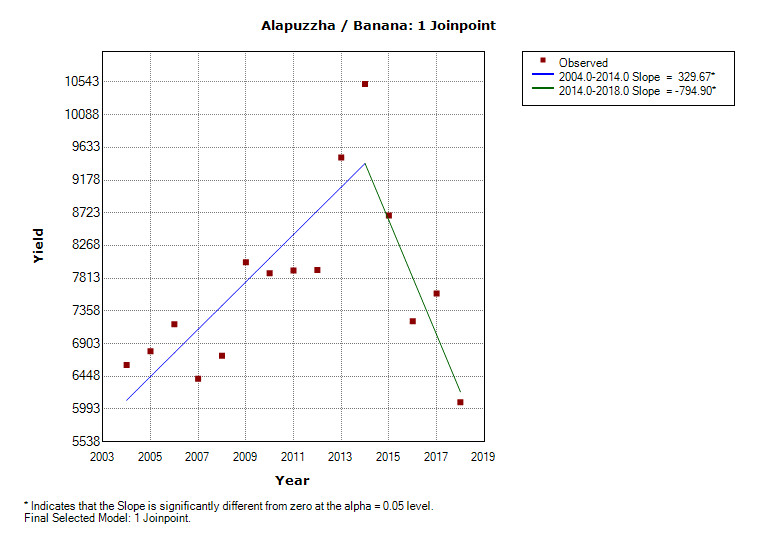 Alapuzzha / Banana: 1 Joinpoint
Observed
2004.0-2014.0 Slope = 329.67*
2014.0-2018.0 Slope = -794.90*
10543
10088
9633
9178
8723
8268
7813
7358
6903
6448
5993
5538
Yield
2003 2005 2007 2009 2011 2013 2015 2017 2019
Year
* Indicates that the Slope is significantly different from zero at the alpha = 0.05 level.
Final Selected Model: 1 Joinpoint.